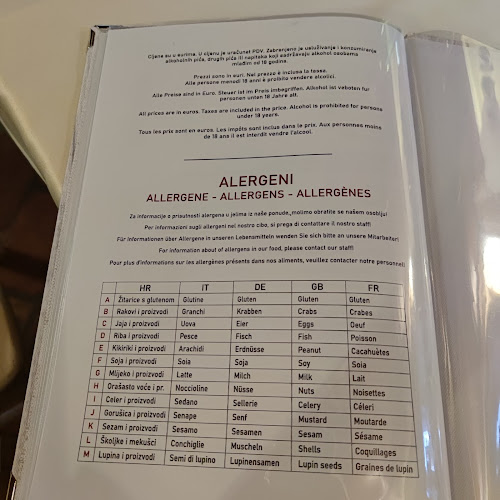 Cijene su u eurima. U cijenu je uračunat PDV. Zabranjeno je usluživanje i konzumiranje
alkoholnih pića, drugih pića ili napitaka koji sadržavaju alkohol osobama
mlađim od 18 godina.
Prezzi sono in euri. Nel prezzo é inclusa la tassa.
Alle persone menodi 18 anni è proibito vendere alcolici.
Alle Preise sind in Euro. Steuer ist im Preis imbegriffen. Alkohol ist veboten fur
personen unten 18 Jahre alt.
All prices are in euros. Taxes are included in the price. Alcohol is prohibited for persons
under 18 years.
Tous les prix sont en euros. Les impôts sont inclus dans le prix. Aux personnes moins
de 18 ans il est interdit vendre l'alcool.
ALERGENI
ALLERGENE - ALLERGENS - ALLERGÈNES
Za informacije o prisutnosti alergena u jelima iz naše ponude, molimo obratite se našem osoblju!
Per informazioni sugli allergeni nel nostro cibo, si prega di contattare il nostro staff!
Für informationen über Allergene in unseren Lebensmitteln wenden Sie sich bitte an unsere Mitarbeiter!
For information about of allergens in our food, please contact our staff!
Pour plus d'informations sur les allergènes présents dans nos aliments, veuillez contacter notre personnel!
HR IT DE GB FR
A Žitarice s glutenom Glutine Gluten Gluten Gluten
B Rakovi i proizvodi Granchi Krabben Crabs Crabes
C Jaja i proizvodi Uova Eier Eggs Oeuf
D Riba i proizvodi Pesce Fisch Fish Poisson
E Kikiriki i proizvodi Arachidi Erdnüsse Peanut Cacahuètes
F Soja i proizvodi Soia Soja Soy Soia
G Mlijeko i proizvodi Latte Milch Milk Lait
H Orašasto voće i pr. Noccioline Nüsse Nuts Noisettes
I Celer i proizvodi Sedano Sellerie Celery Céleri
J Gorušica i proizvodi Senape Senf Mustard Moutarde
K Sezam i proizvodi Sesamo Sesamen Sesam Sésame
L Školjke i mekušci Conchiglie Muscheln Shells Coquillages
M Lupina i proizvodi Semi di lupino Lupinensamen Lupin seeds Graines de lupin